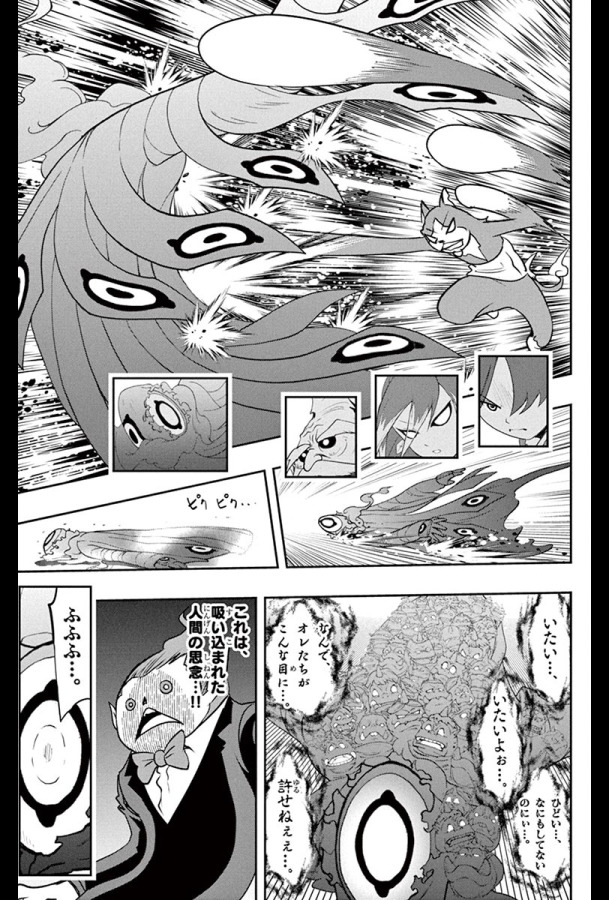 ピク ピク…
いたい…、
いたいよぉ…。
ひどい…、
なにもしてない
のにぃ…。
なんで、
オレたちが
こんな目に…。
許せねぇぇ…。
これは、
吸い込まれた
人間の思念…!!
ふふふ…。